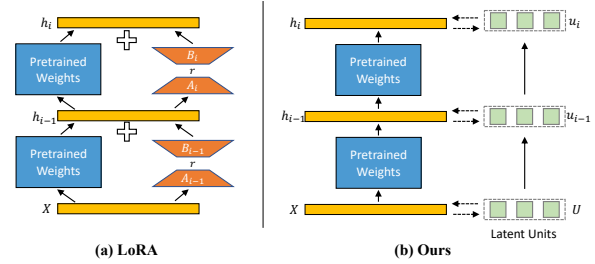 h_i
Pretrained
Weights
B_i
r
A_i
h_{i-1}
Pretrained
Weights
B_{i-1}
r
A_{i-1}
X
(a) LoRA
h_i
u_i
Pretrained
Weights
h_{i-1}
u_{i-1}
Pretrained
Weights
X
U
Latent Units
(b) Ours